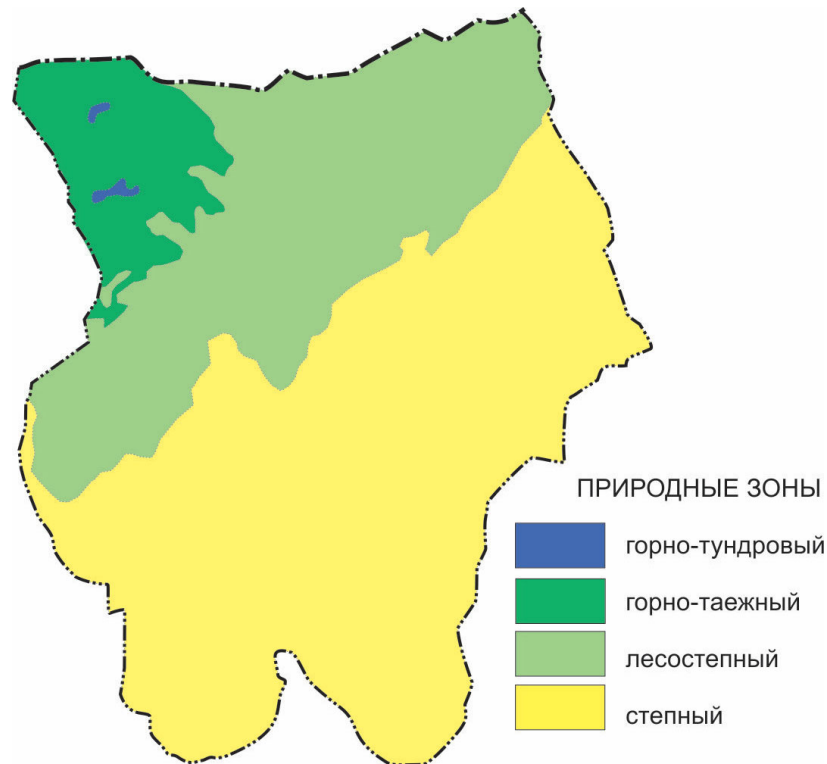 ПРИРОДНЫЕ ЗОНЫ
горно-тундровый
горно-таежный
лесостепный
степный